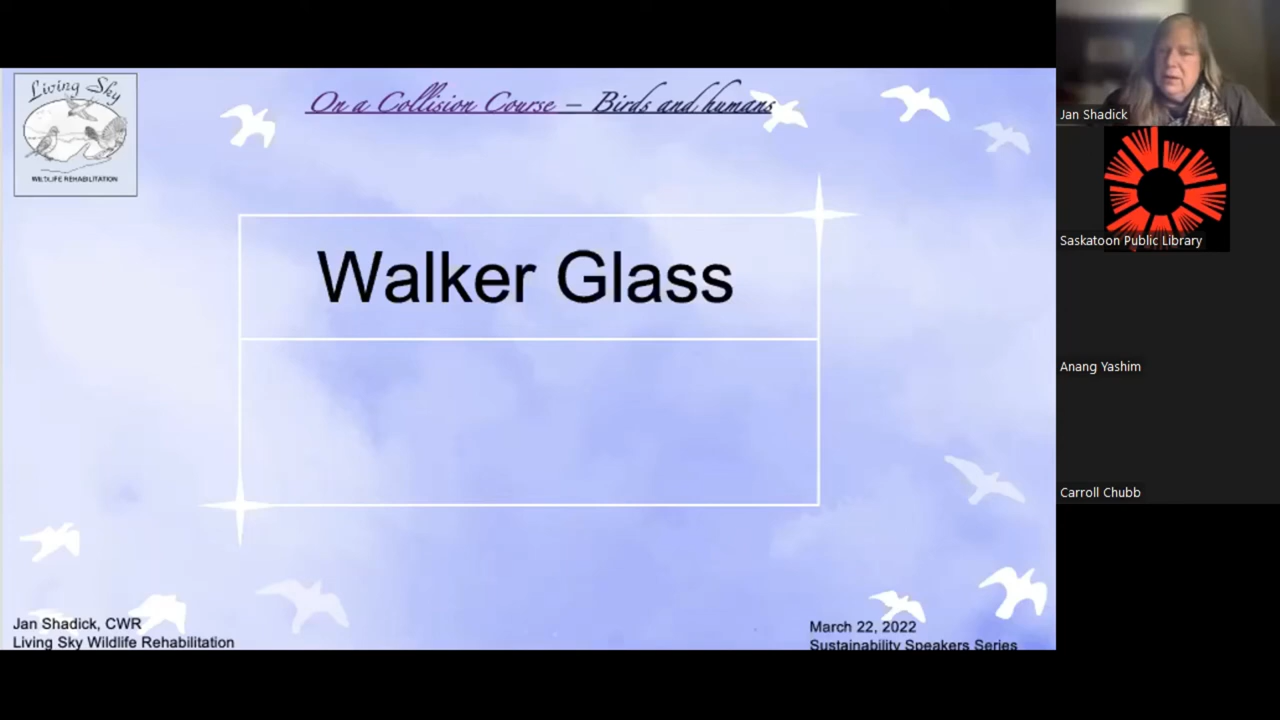 Living Sky
WILDLIFE REHABILITATION
On a Collision Course – Birds and humans
Walker Glass
Jan Shadick, CWR
Living Sky Wildlife Rehabilitation
March 22, 2022
Sustainability Speakers Series
Jan Shadick
Saskatoon Public Library
Anang Yashim
Carroll Chubb